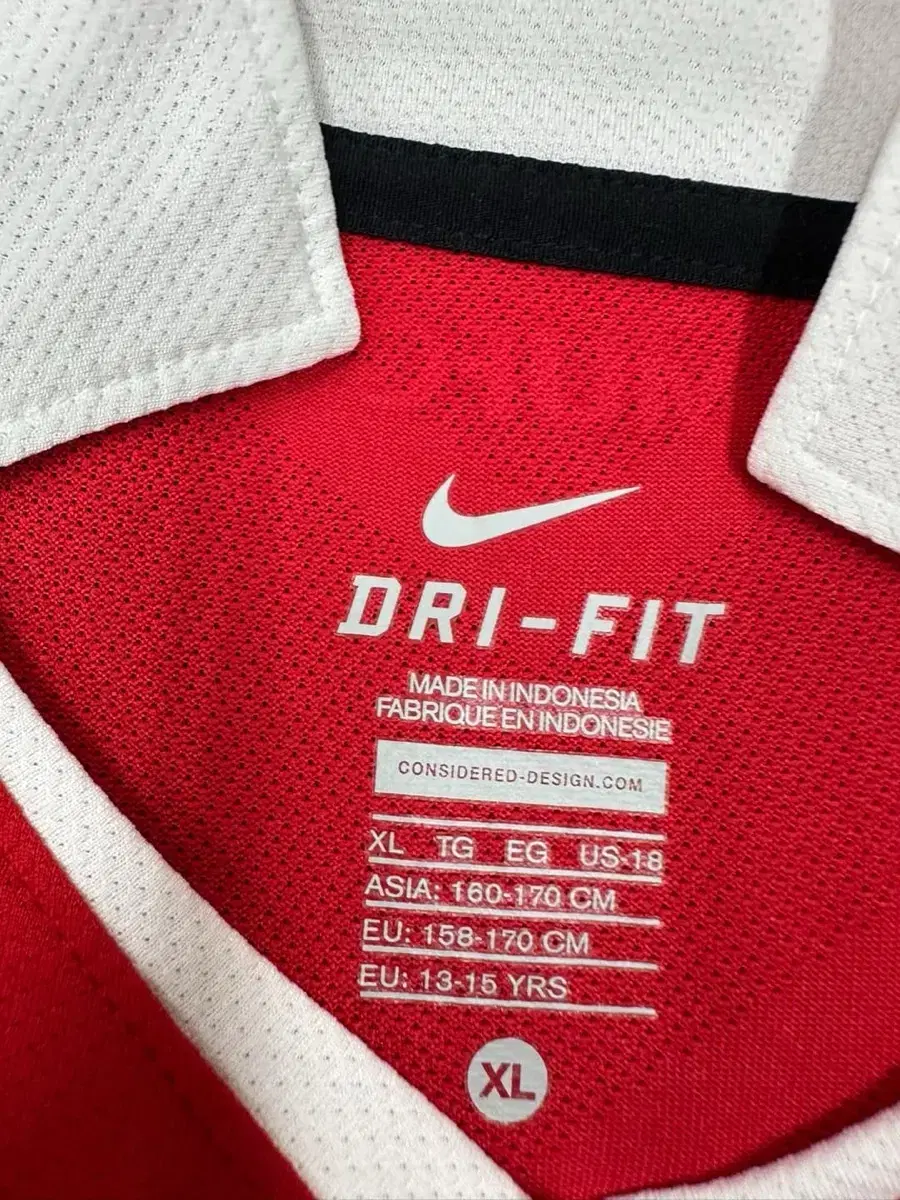 DRI-FIT
MADE IN INDONESIA
FABRIQUE EN INDONESIE
CONSIDERED-DESIGN.COM
XL TG EG US-18
ASIA: 160-170 CM
EU: 158-170 CM
EU: 13-15 YRS
XL